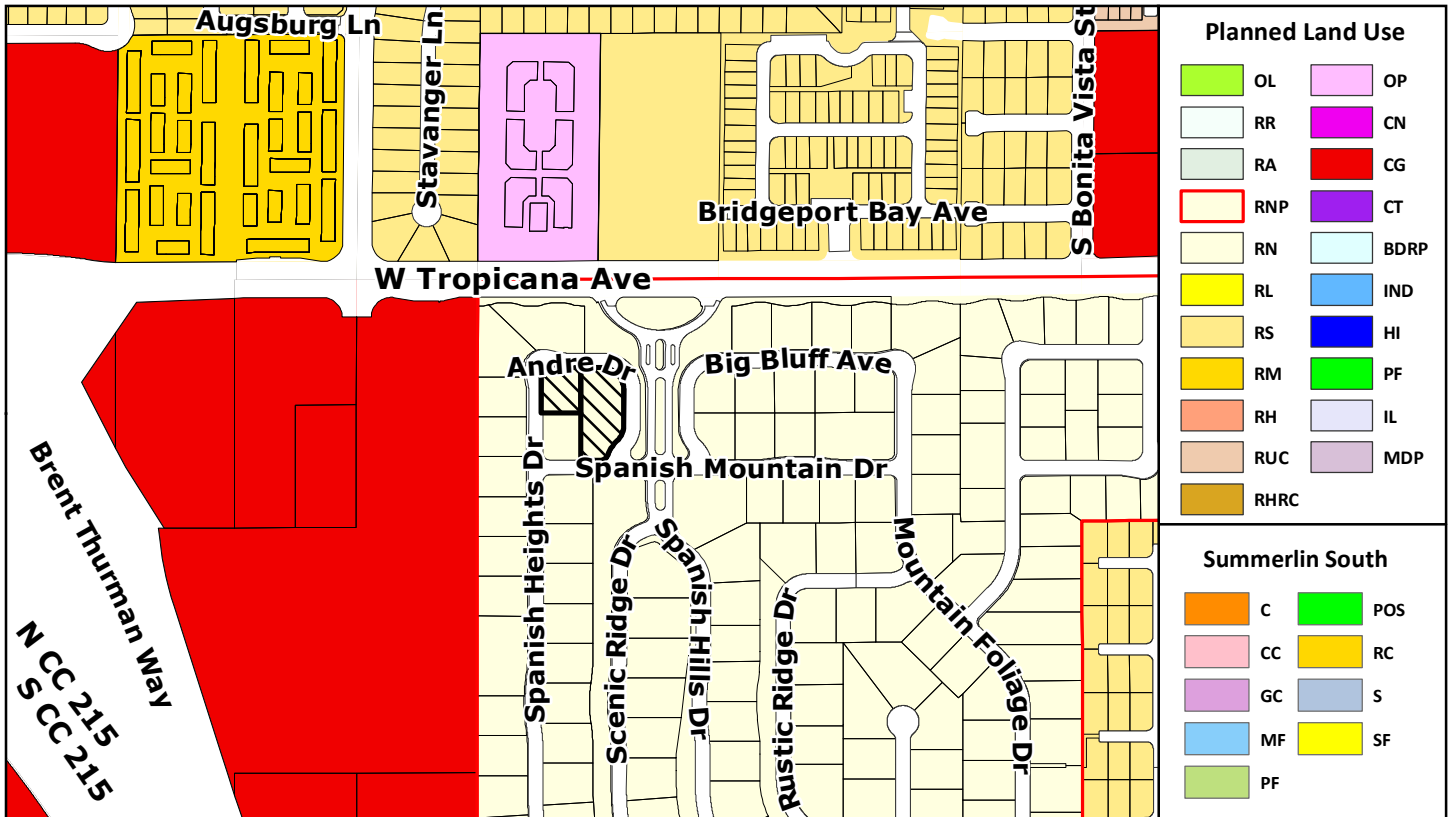 Augsburg Ln
Stavanger Ln
S Bonita Vista St
Bridgeport Bay Ave
W Tropicana Ave
Andre Dr
Big Bluff Ave
Spanish Mountain Dr
Spanish Heights Dr
Scenic Ridge Dr
Spanish Hills Dr
Rustic Ridge Dr
Mountain Foliage Dr
Brent Thurman Way
N CC 215
S CC 215
Planned Land Use
OL
OP
RR
CN
RA
CG
RNP
CT
RN
BDRP
RL
IND
RS
HI
RM
PF
RH
IL
RUC
MDP
RHRC
Summerlin South
C
POS
CC
RC
GC
S
MF
SF
PF